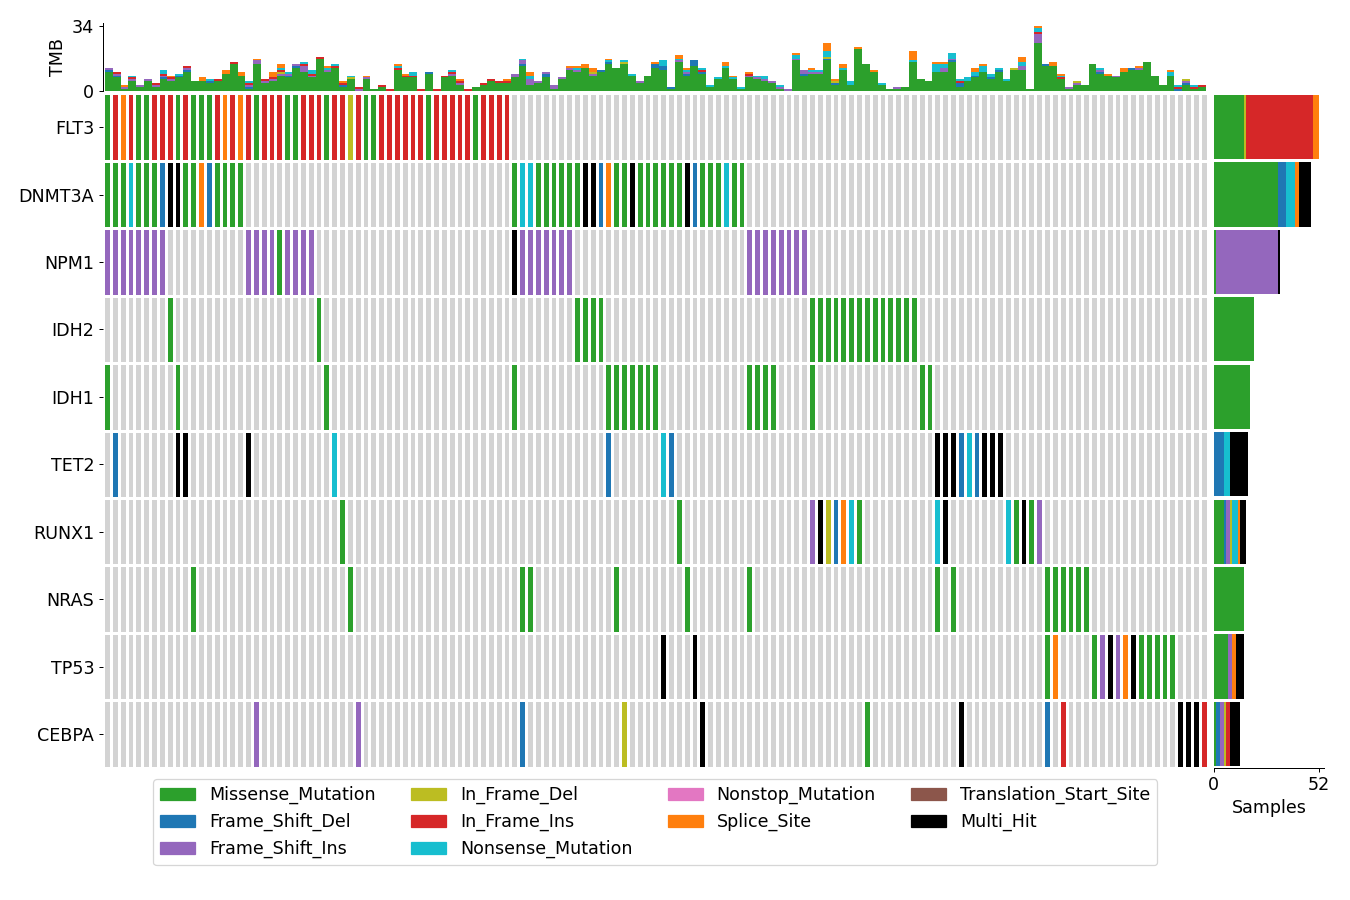 34
TMB
0
FLT3
DNMT3A
NPM1
IDH2
IDH1
TET2
RUNX1
NRAS
TP53
CEBPA
0 52
Samples
Missense_Mutation In_Frame_Del Nonstop_Mutation Translation_Start_Site
Frame_Shift_Del In_Frame_Ins Splice_Site Multi_Hit
Frame_Shift_Ins Nonsense_Mutation